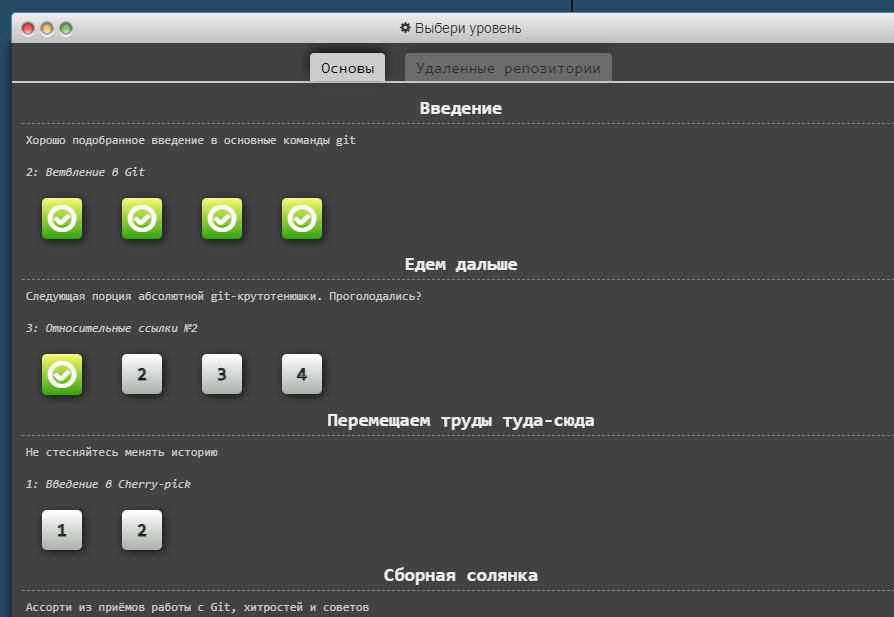 Выбери уровень
Основы Удаленные репозитории
Введение
Хорошо подобранное введение в основные команды git
2: Ветвление в Git
Едем дальше
Следующая порция абсолютной git-крутотенюшки. Проголодались?
3: Относительные ссылки №2
2 3 4
Перемещаем труды туда-сюда
Не стесняйтесь менять историю
1: Введение в Cherry-pick
1 2
Сборная солянка
Ассорти из приёмов работы с Git, хитростей и советов